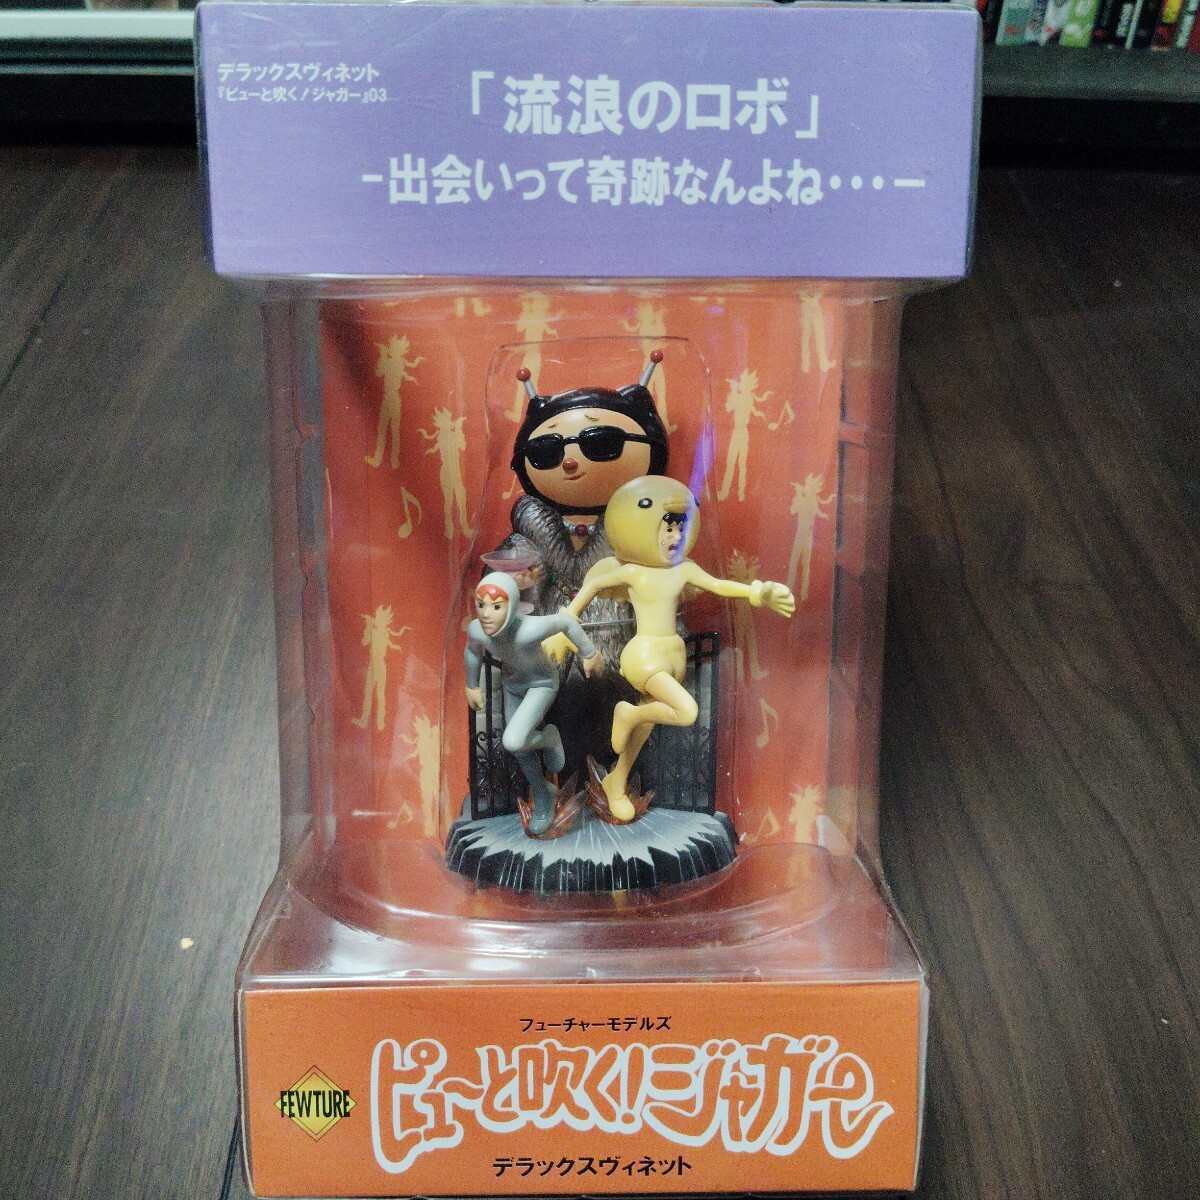 デラックスヴィネット
『ピューと吹く!ジャガー』03
「流浪のロボ」
-出会いって奇跡なんよね・・・-
フューチャーモデルズ
FEWTURE
ピューと吹く!ジャガー
デラックスヴィネット